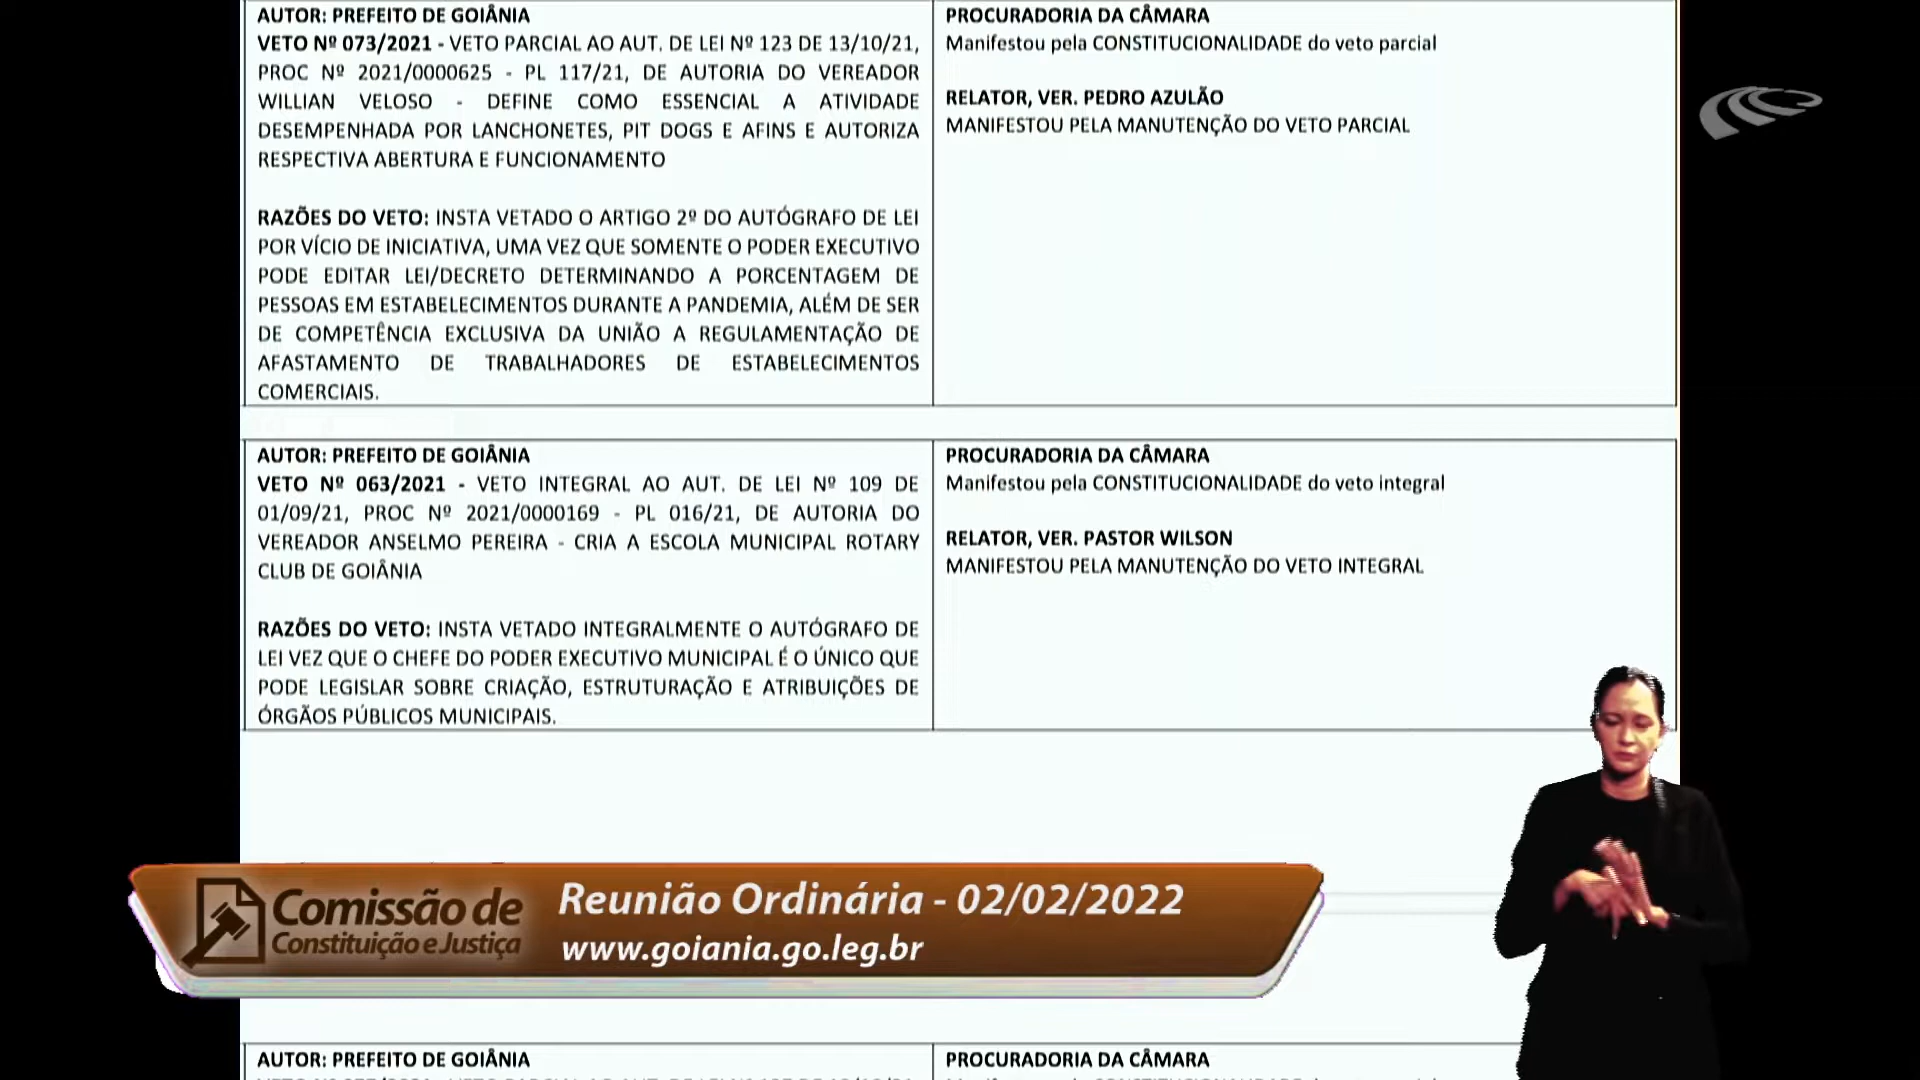 AUTOR: PREFEITO DE GOIÂNIA
VETO Nº 073/2021 - VETO PARCIAL AO AUT. DE LEI Nº 123 DE 13/10/21,
PROC Nº 2021/0000625 - PL 117/21, DE AUTORIA DO VEREADOR
WILLIAN VELOSO - DEFINE COMO ESSENCIAL A ATIVIDADE
DESEMPENHADA POR LANCHONETES, PIT DOGS E AFINS E AUTORIZA
RESPECTIVA ABERTURA E FUNCIONAMENTO
RAZÕES DO VETO: INSTA VETADO O ARTIGO 2º DO AUTÓGRAFO DE LEI
POR VÍCIO DE INICIATIVA, UMA VEZ QUE SOMENTE O PODER EXECUTIVO
PODE EDITAR LEI/DECRETO DETERMINANDO A PORCENTAGEM DE
PESSOAS EM ESTABELECIMENTOS DURANTE A PANDEMIA, ALÉM DE SER
DE COMPETÊNCIA EXCLUSIVA DA UNIÃO A REGULAMENTAÇÃO DE
AFASTAMENTO DE TRABALHADORES DE ESTABELECIMENTOS
COMERCIAIS.
PROCURADORIA DA CÂMARA
Manifestou pela CONSTITUCIONALIDADE do veto parcial
RELATOR, VER. PEDRO AZULÃO
MANIFESTOU PELA MANUTENÇÃO DO VETO PARCIAL
AUTOR: PREFEITO DE GOIÂNIA
VETO Nº 063/2021 - VETO INTEGRAL AO AUT. DE LEI Nº 109 DE
01/09/21, PROC Nº 2021/0000169 - PL 016/21, DE AUTORIA DO
VEREADOR ANSELMO PEREIRA - CRIA A ESCOLA MUNICIPAL ROTARY
CLUB DE GOIÂNIA
RAZÕES DO VETO: INSTA VETADO INTEGRALMENTE O AUTÓGRAFO DE
LEI VEZ QUE O CHEFE DO PODER EXECUTIVO MUNICIPAL É O ÚNICO QUE
PODE LEGISLAR SOBRE CRIAÇÃO, ESTRUTURAÇÃO E ATRIBUIÇÕES DE
ÓRGÃOS PÚBLICOS MUNICIPAIS.
PROCURADORIA DA CÂMARA
Manifestou pela CONSTITUCIONALIDADE do veto integral
RELATOR, VER. PASTOR WILSON
MANIFESTOU PELA MANUTENÇÃO DO VETO INTEGRAL
Comissão de
Constituição e Justiça
Reunião Ordinária - 02/02/2022
www.goiania.go.leg.br
AUTOR: PREFEITO DE GOIÂNIA
PROCURADORIA DA CÂMARA